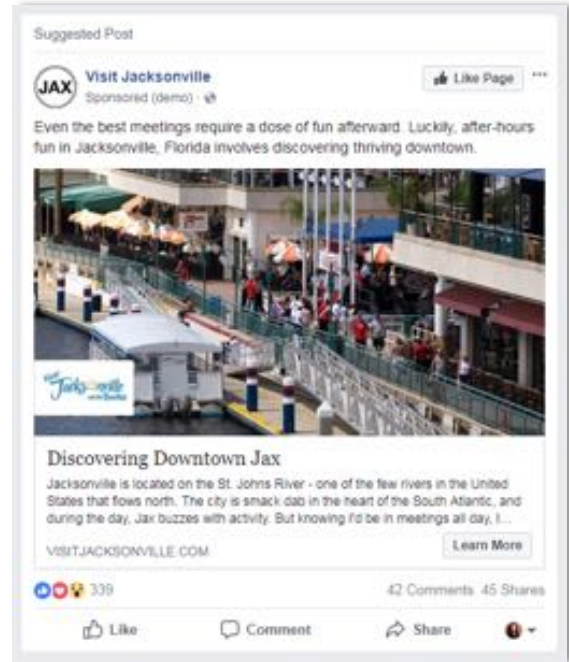 Suggested Post
JAX
Visit Jacksonville
Like Page
Sponsored (demo) ·
Even the best meetings require a dose of fun afterward. Luckily, after-hours
fun in Jacksonville, Florida involves discovering thriving downtown.
Visit
Jacksonville
Discovering Downtown Jax
Jacksonville is located on the St. Johns River - one of the few rivers in the United
States that flows north. The city is smack dab in the heart of the South Atlantic, and
during the day, Jax buzzes with activity. But knowing I'd be in meetings all day, I...
VISITJACKSONVILLE.COM
Learn More
339
42 Comments 45 Shares
Like
Comment
Share